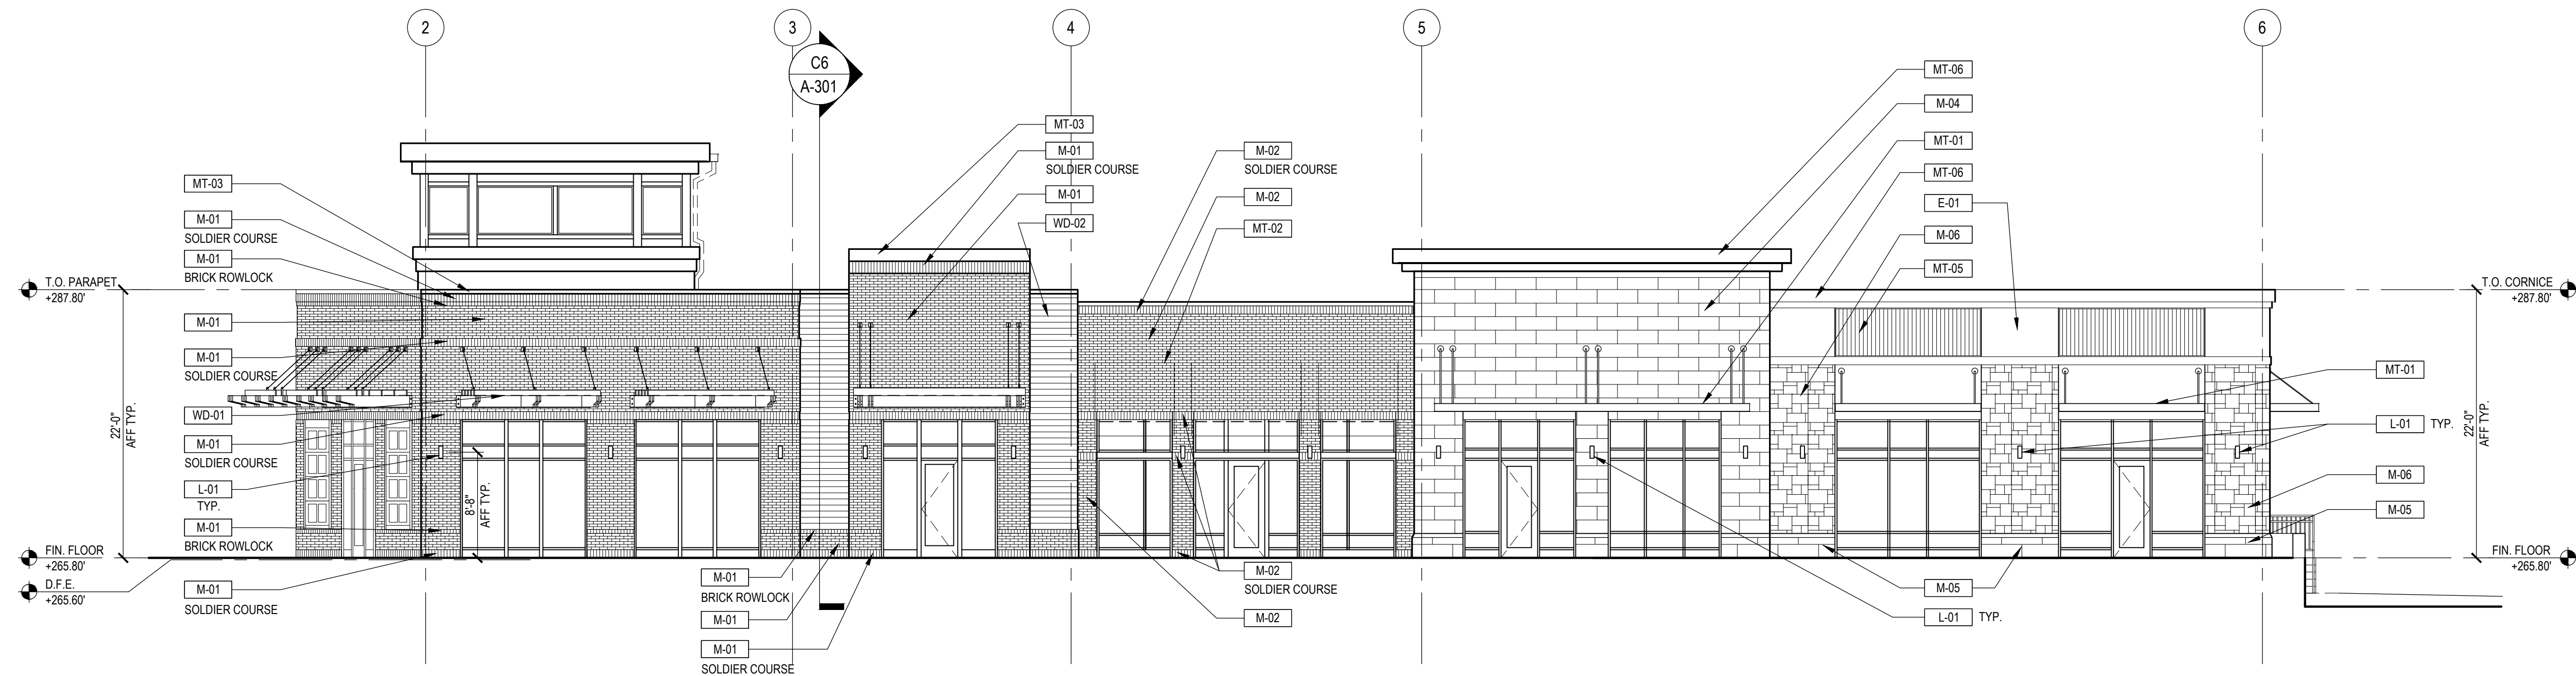 2
3
4
5
6
C6
A-301
MT-03
M-01
SOLDIER COURSE
M-01
BRICK ROWLOCK
T.O. PARAPET
+287.80'
M-01
M-01
SOLDIER COURSE
WD-01
M-01
SOLDIER COURSE
L-01
TYP.
M-01
BRICK ROWLOCK
M-01
SOLDIER COURSE
22'-0"
AFF TYP.
FIN. FLOOR
+265.80'
D.F.E.
+265.60'
8'-8"
AFF TYP.
MT-03
M-01
SOLDIER COURSE
M-01
WD-02
M-01
BRICK ROWLOCK
M-01
M-01
SOLDIER COURSE
M-02
SOLDIER COURSE
M-02
MT-02
M-02
SOLDIER COURSE
M-02
MT-06
M-04
MT-01
MT-06
E-01
M-06
MT-05
M-05
L-01 TYP.
T.O. CORNICE
+287.80'
MT-01
L-01 TYP.
M-06
M-05
22'-0"
AFF TYP.
FIN. FLOOR
+265.80'